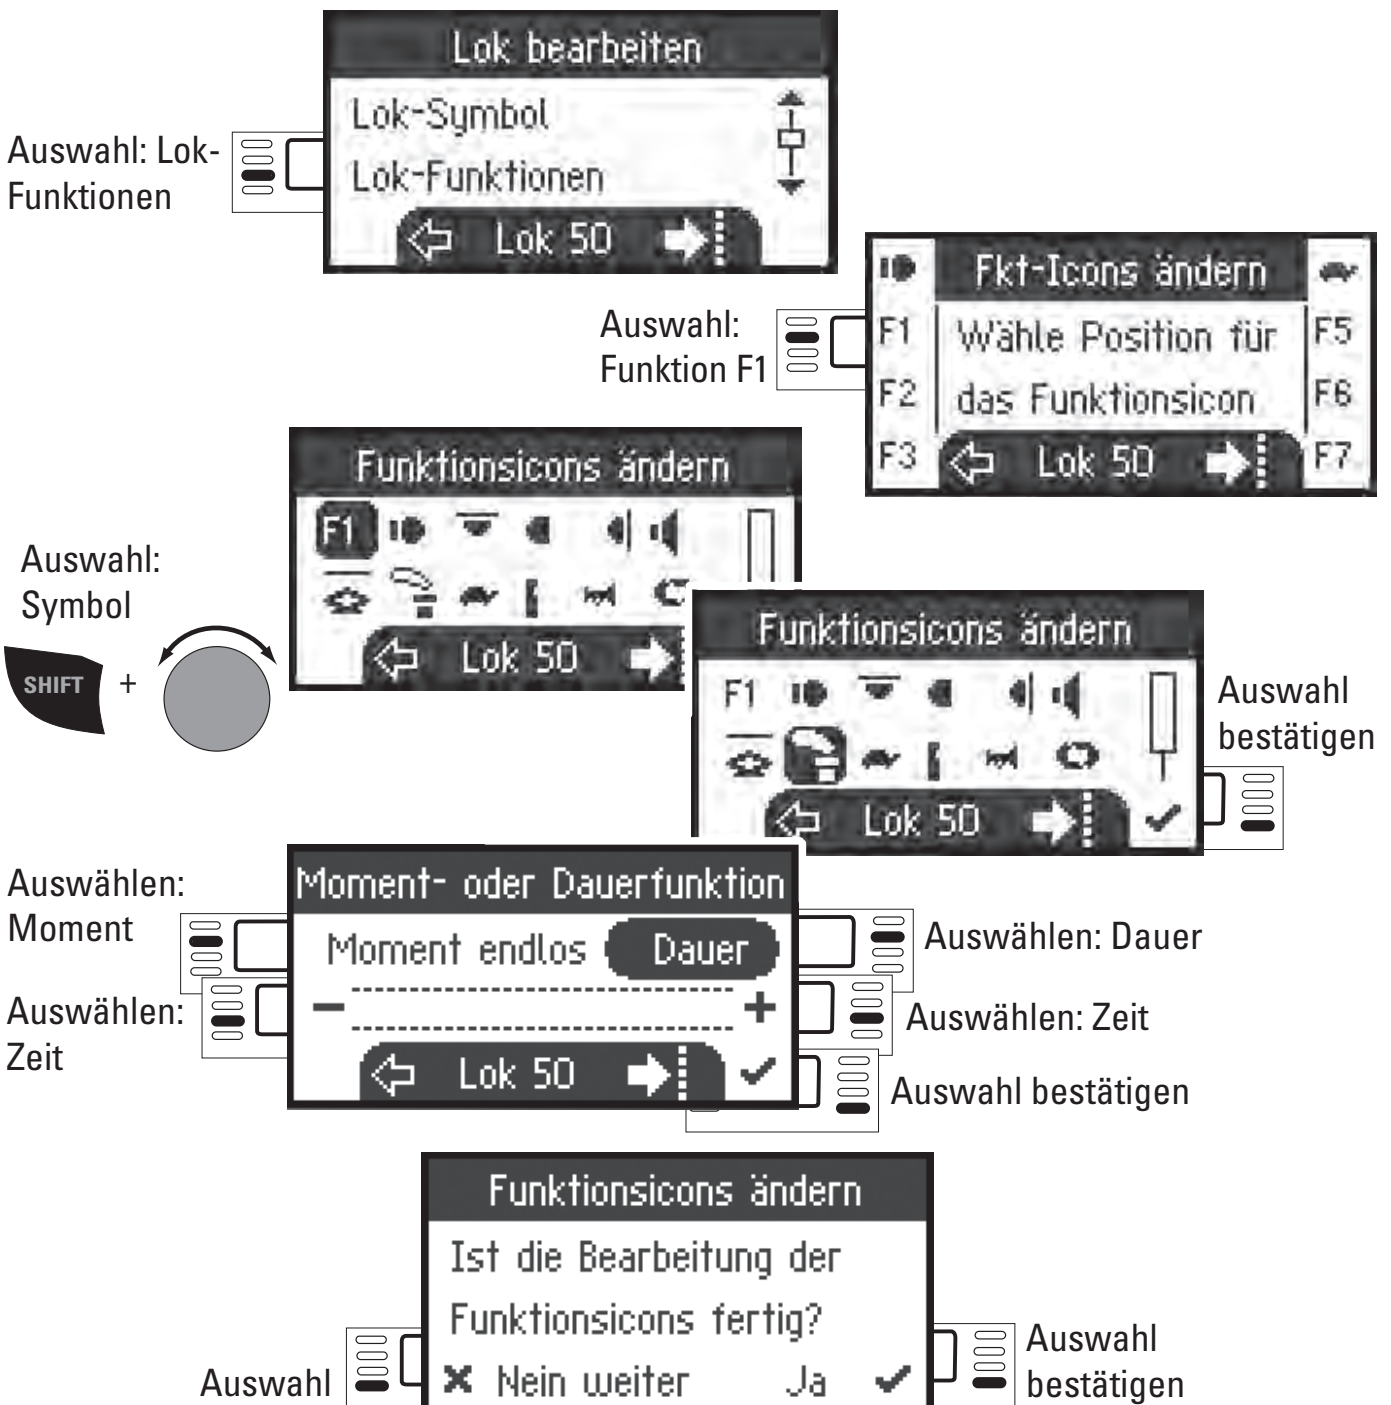 Lok bearbeiten
Lok-Symbol
Lok-Funktionen
Lok 50
Auswahl: Lok-
Funktionen
Fkt-Icons ändern
F1 Wähle Position für F5
F2 das Funktionsicon F6
F3 Lok 50 F7
Auswahl:
Funktion F1
Funktionsicons ändern
F1
Lok 50
Auswahl:
Symbol
SHIFT +
Funktionsicons ändern
F1
Lok 50
Auswahl
bestätigen
Moment- oder Dauerfunktion
Moment endlos Dauer
– +
Lok 50
Auswählen:
Moment
Auswählen:
Zeit
Auswählen: Dauer
Auswählen: Zeit
Auswahl bestätigen
Funktionsicons ändern
Ist die Bearbeitung der
Funktionsicons fertig?
Nein weiter Ja
Auswahl
Auswahl
bestätigen